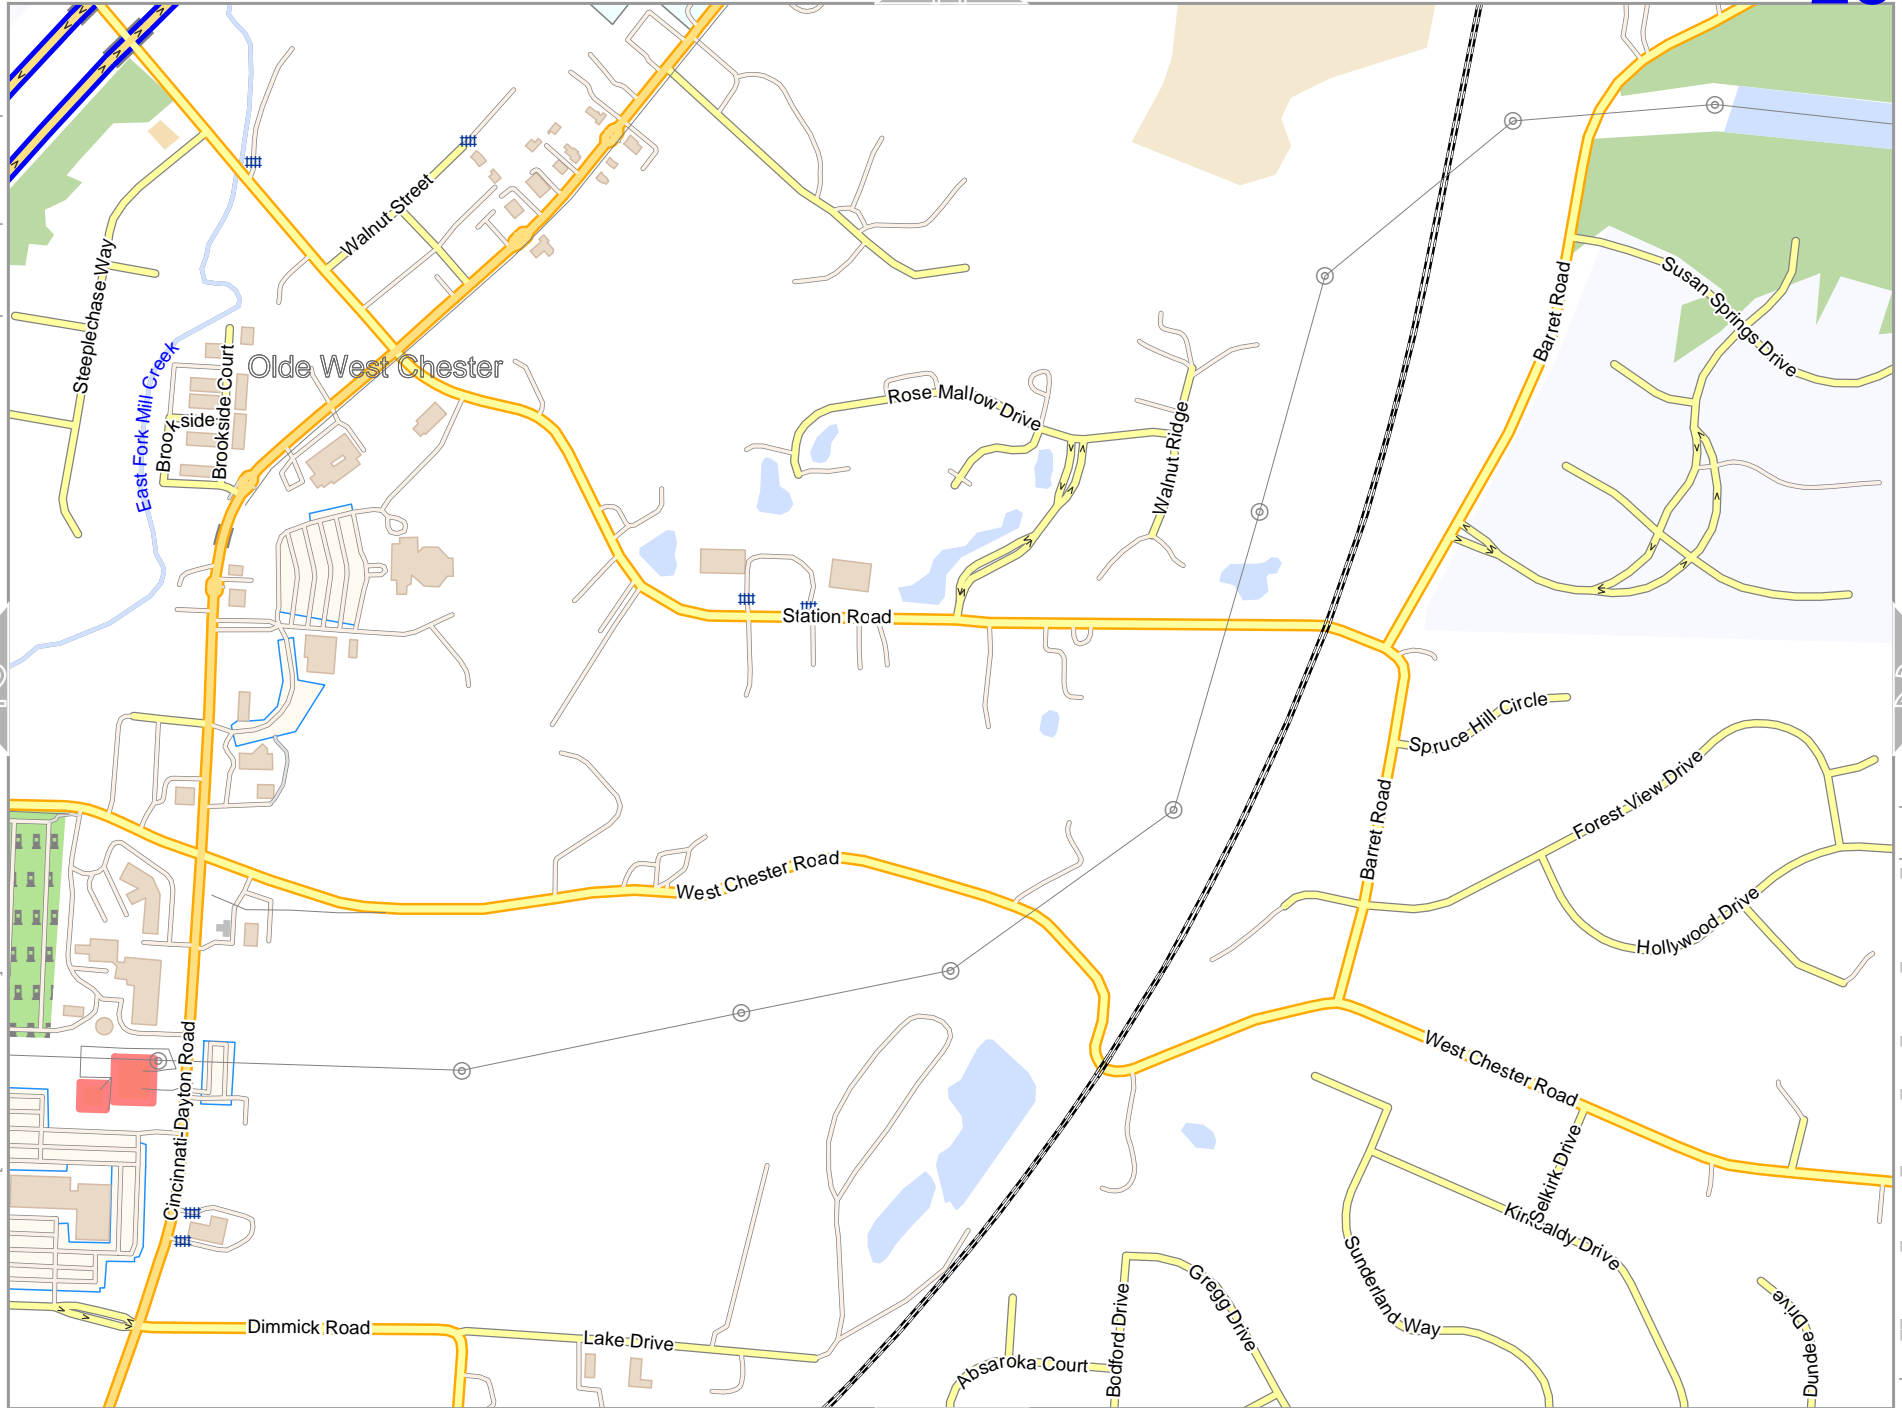 Walnut Street
Steeplechase Way
East Fork Mill Creek
Brookside
Brookside Court
Olde West Chester
Rose Mallow Drive
Walnut Ridge
Barret Road
Susan Springs Drive
Station Road
Spruce Hill Circle
Forest View Drive
Barret Road
Hollywood Drive
West Chester Road
West Chester Road
Cincinnati-Dayton Road
Selkirk Drive
Kirkcaldy Drive
Sunderland Way
Dundee Drive
Gregg Drive
Bodford Drive
Absaroka Court
Dimmick Road
Lake Drive